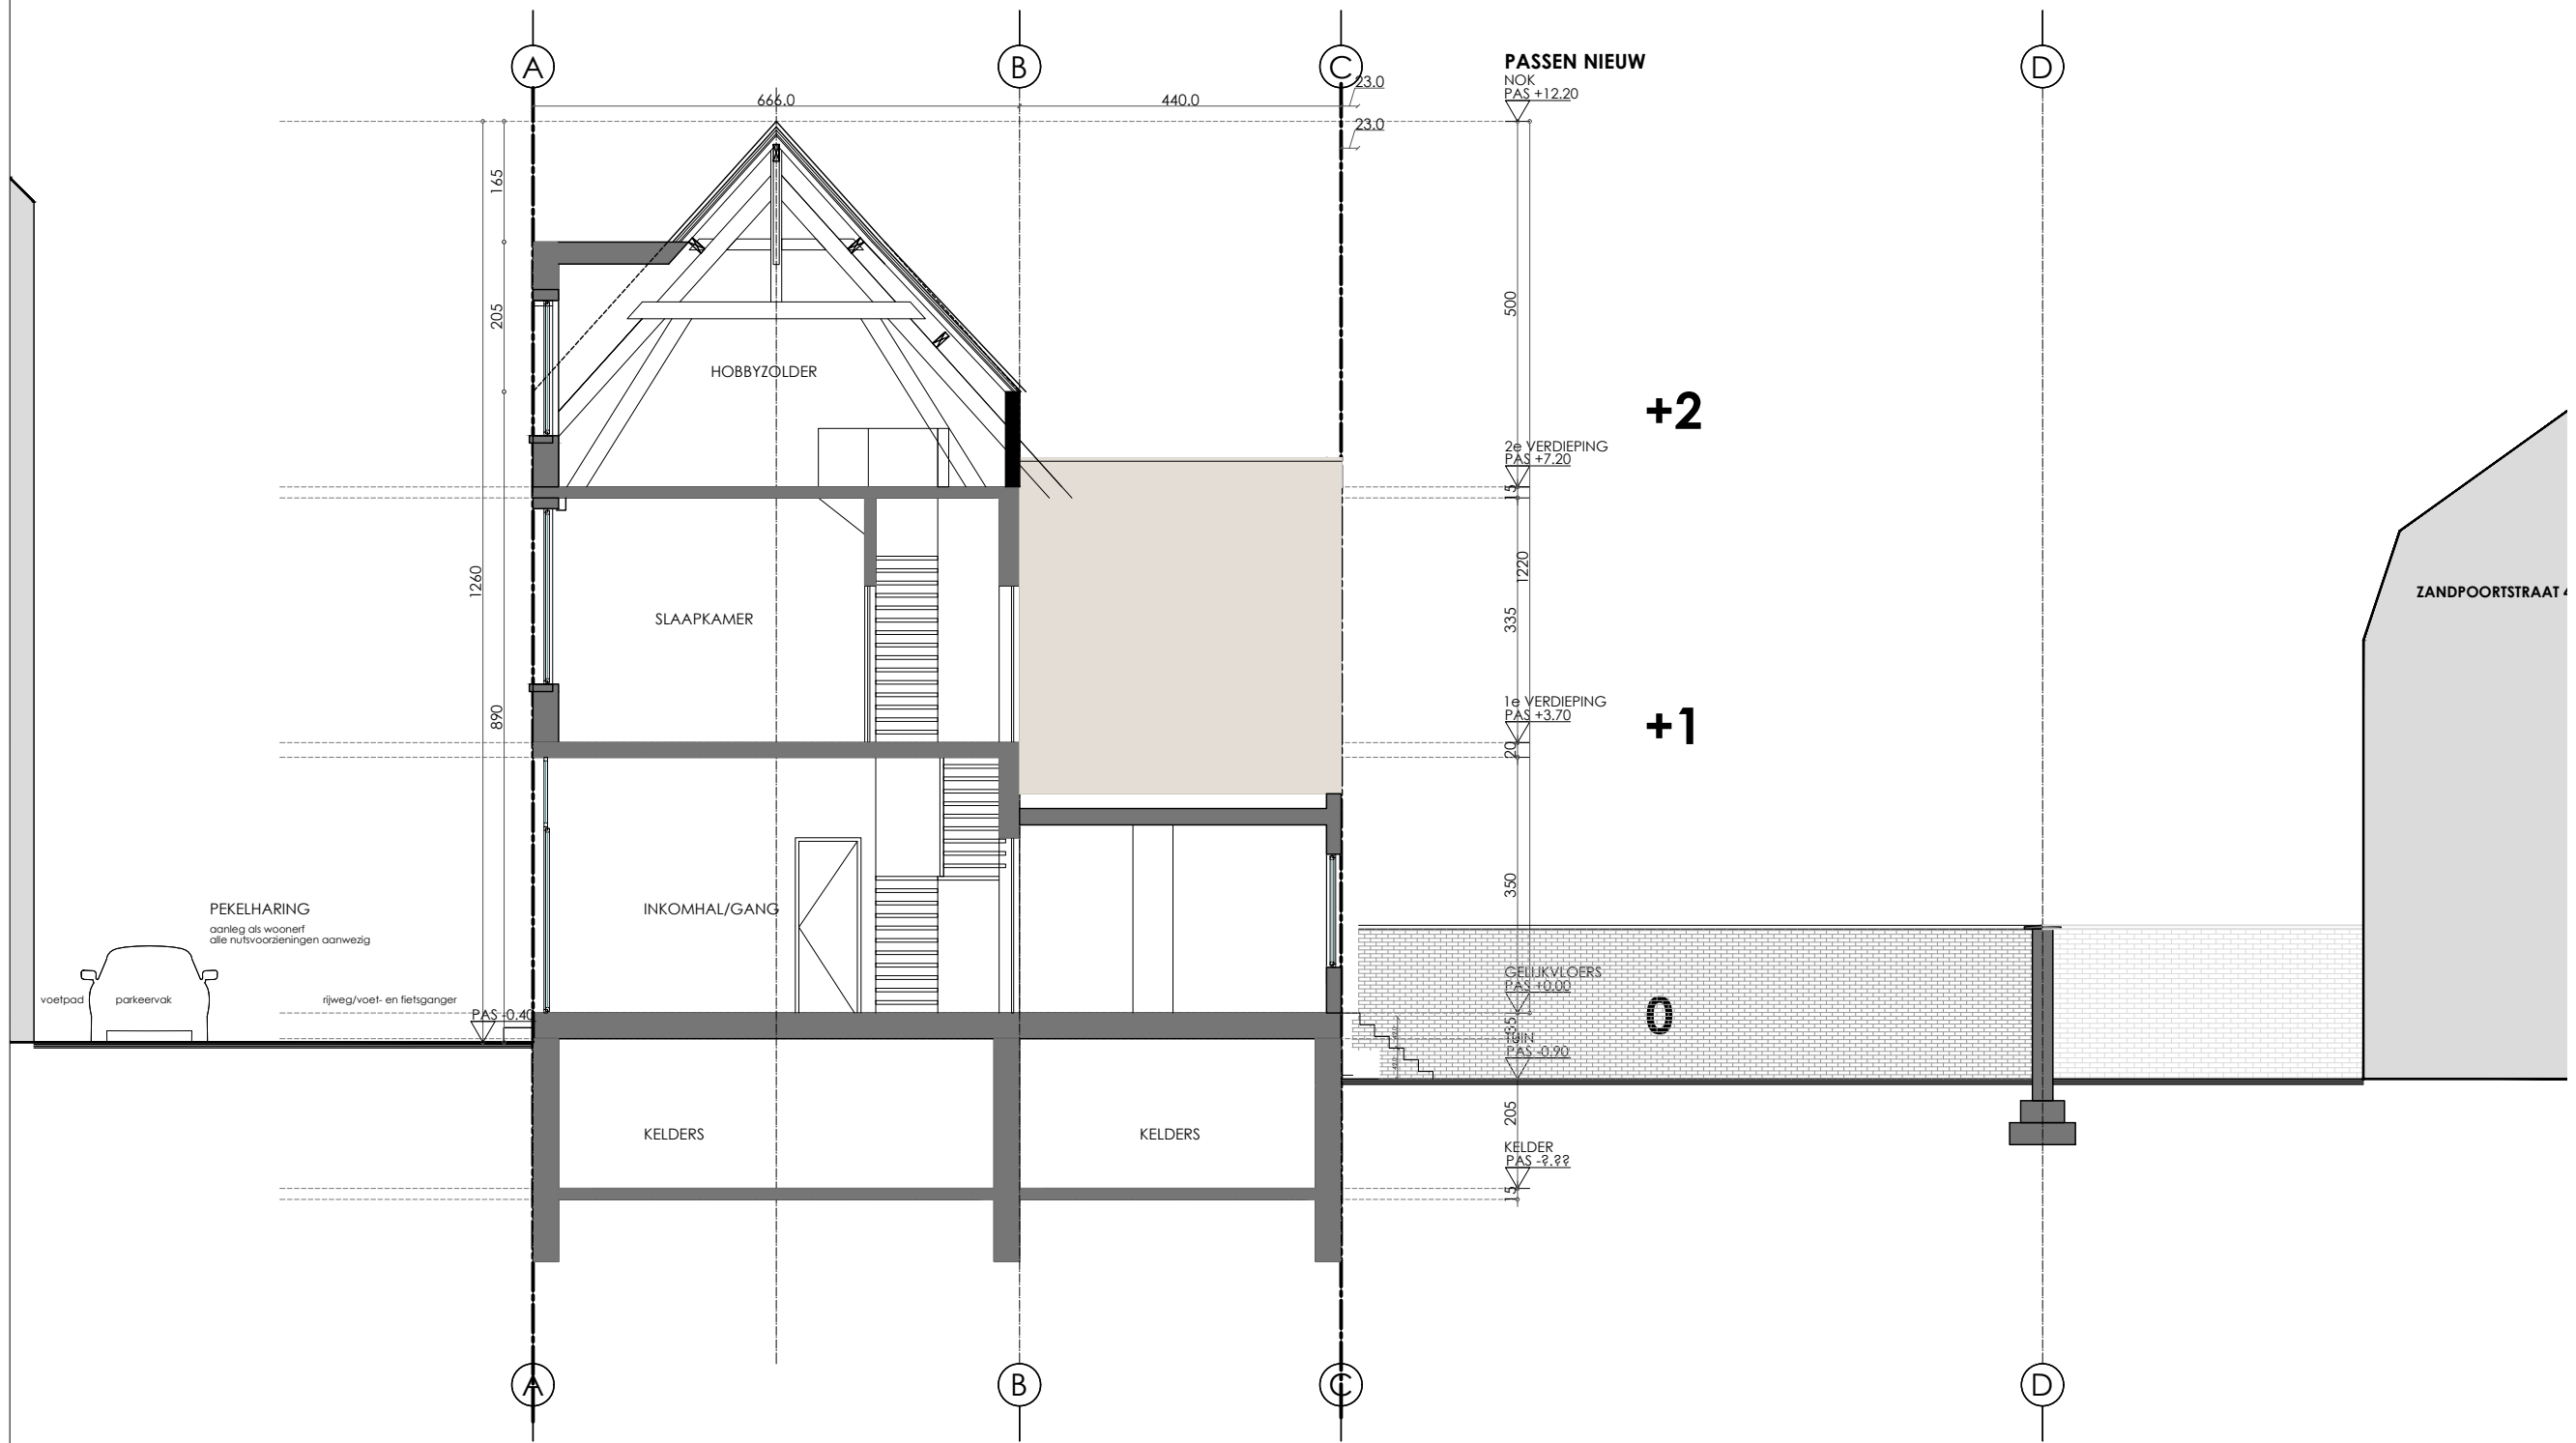 A
B
C
D
PASSEN NIEUW
NOK
PAS +12.20
666.0
440.0
23.0
23.0
165
205
1260
890
500
HOBBYZOLDER
+2
2e VERDIEPING
PAS +7.20
15
1220
335
SLAAPKAMER
ZANDPOORTSTRAAT
1e VERDIEPING
PAS +3.70
+1
20
350
PEKELHARING
aanleg als woonerf
alle nutsvoorzieningen aanwezig
INKOMHAL/GANG
voetpad
parkeervak
rijweg/voet- en fietsganger
PAS -0.40
GELIJKVLOERS
PAS +0.00
0
35
TUIN
PAS -0.90
205
KELDERS
KELDERS
KELDER
PAS -?.??
15
A
B
C
D